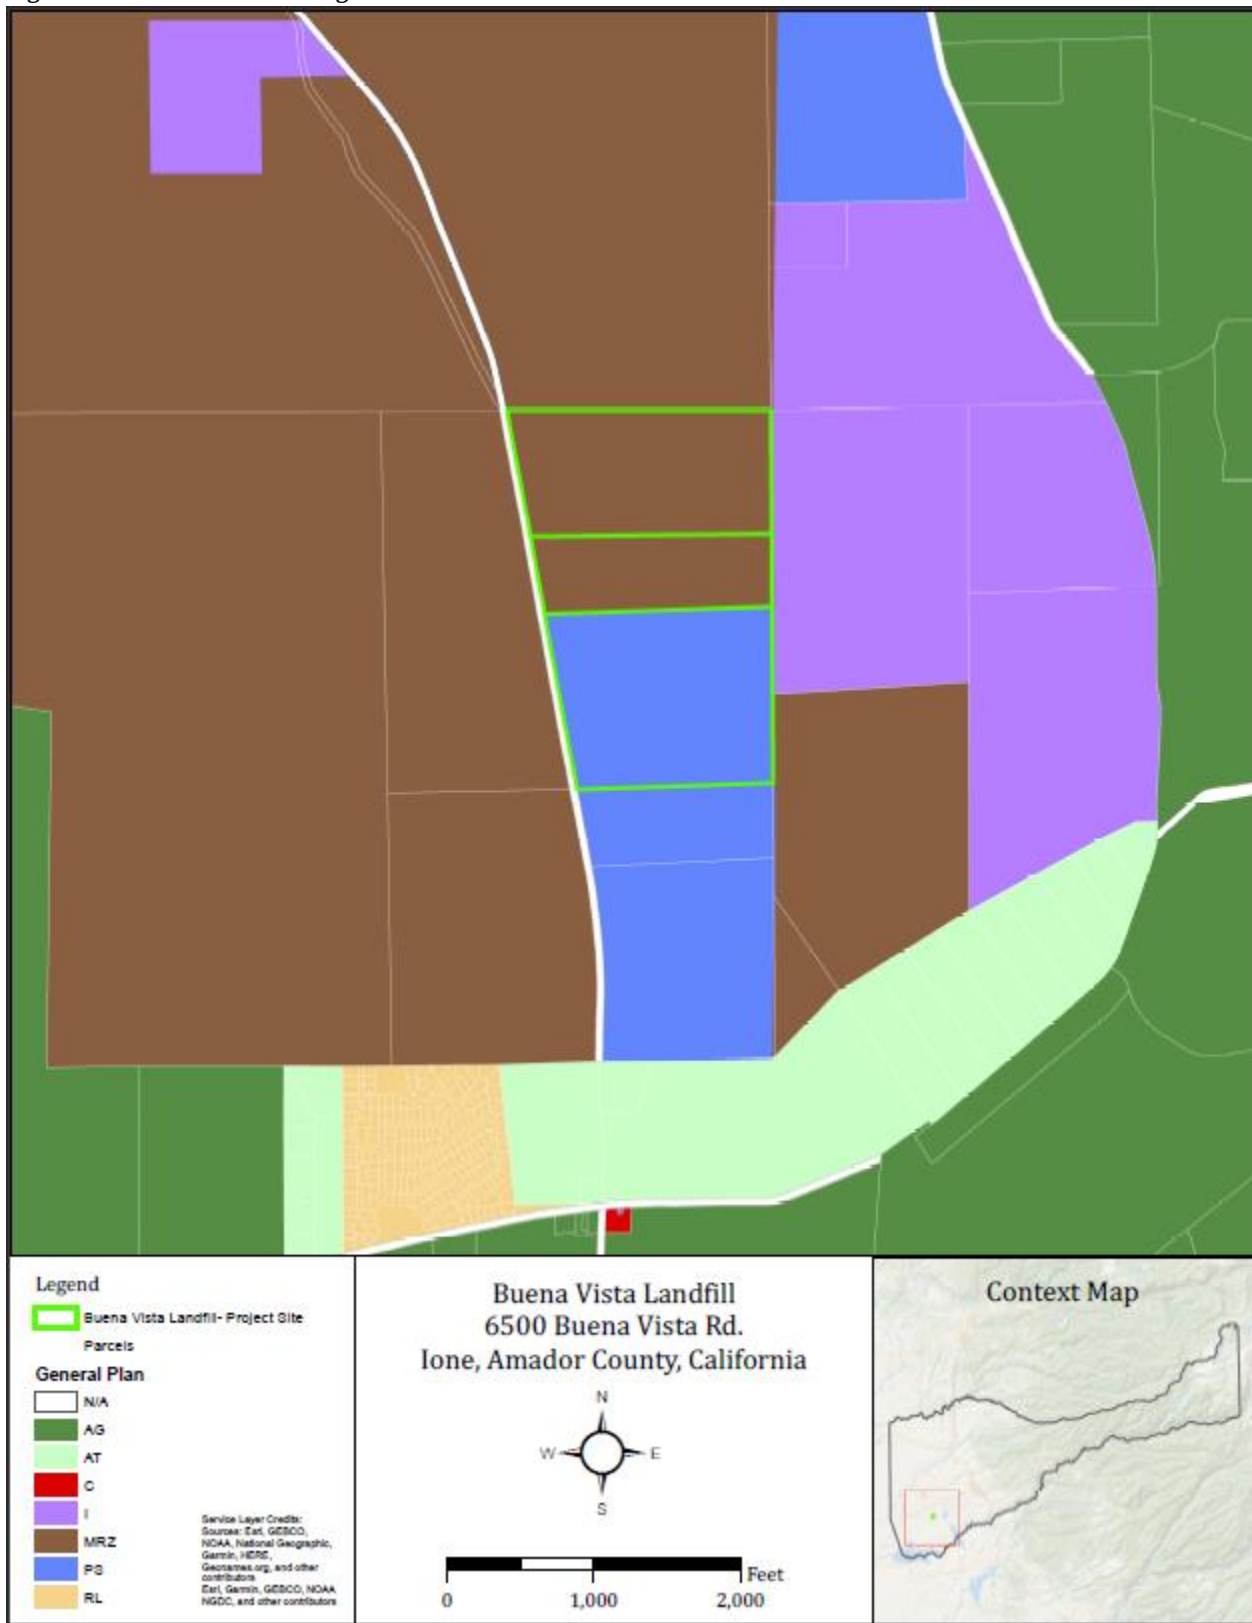 Legend
Buena Vista Landfill- Project Site
Parcels
General Plan
N/A
AG
AT
C
I
MRZ
PS
RL
Service Layer Credits:
Sources: Esri, GEBCO,
NOAA, National Geographic,
Garmin, HERE,
Geonames.org, and other
contributors
Esri, Garmin, GEBCO, NOAA
NGDC, and other contributors
Buena Vista Landfill
6500 Buena Vista Rd.
Ione, Amador County, California
N
W E
S
Feet
0 1,000 2,000
Context Map